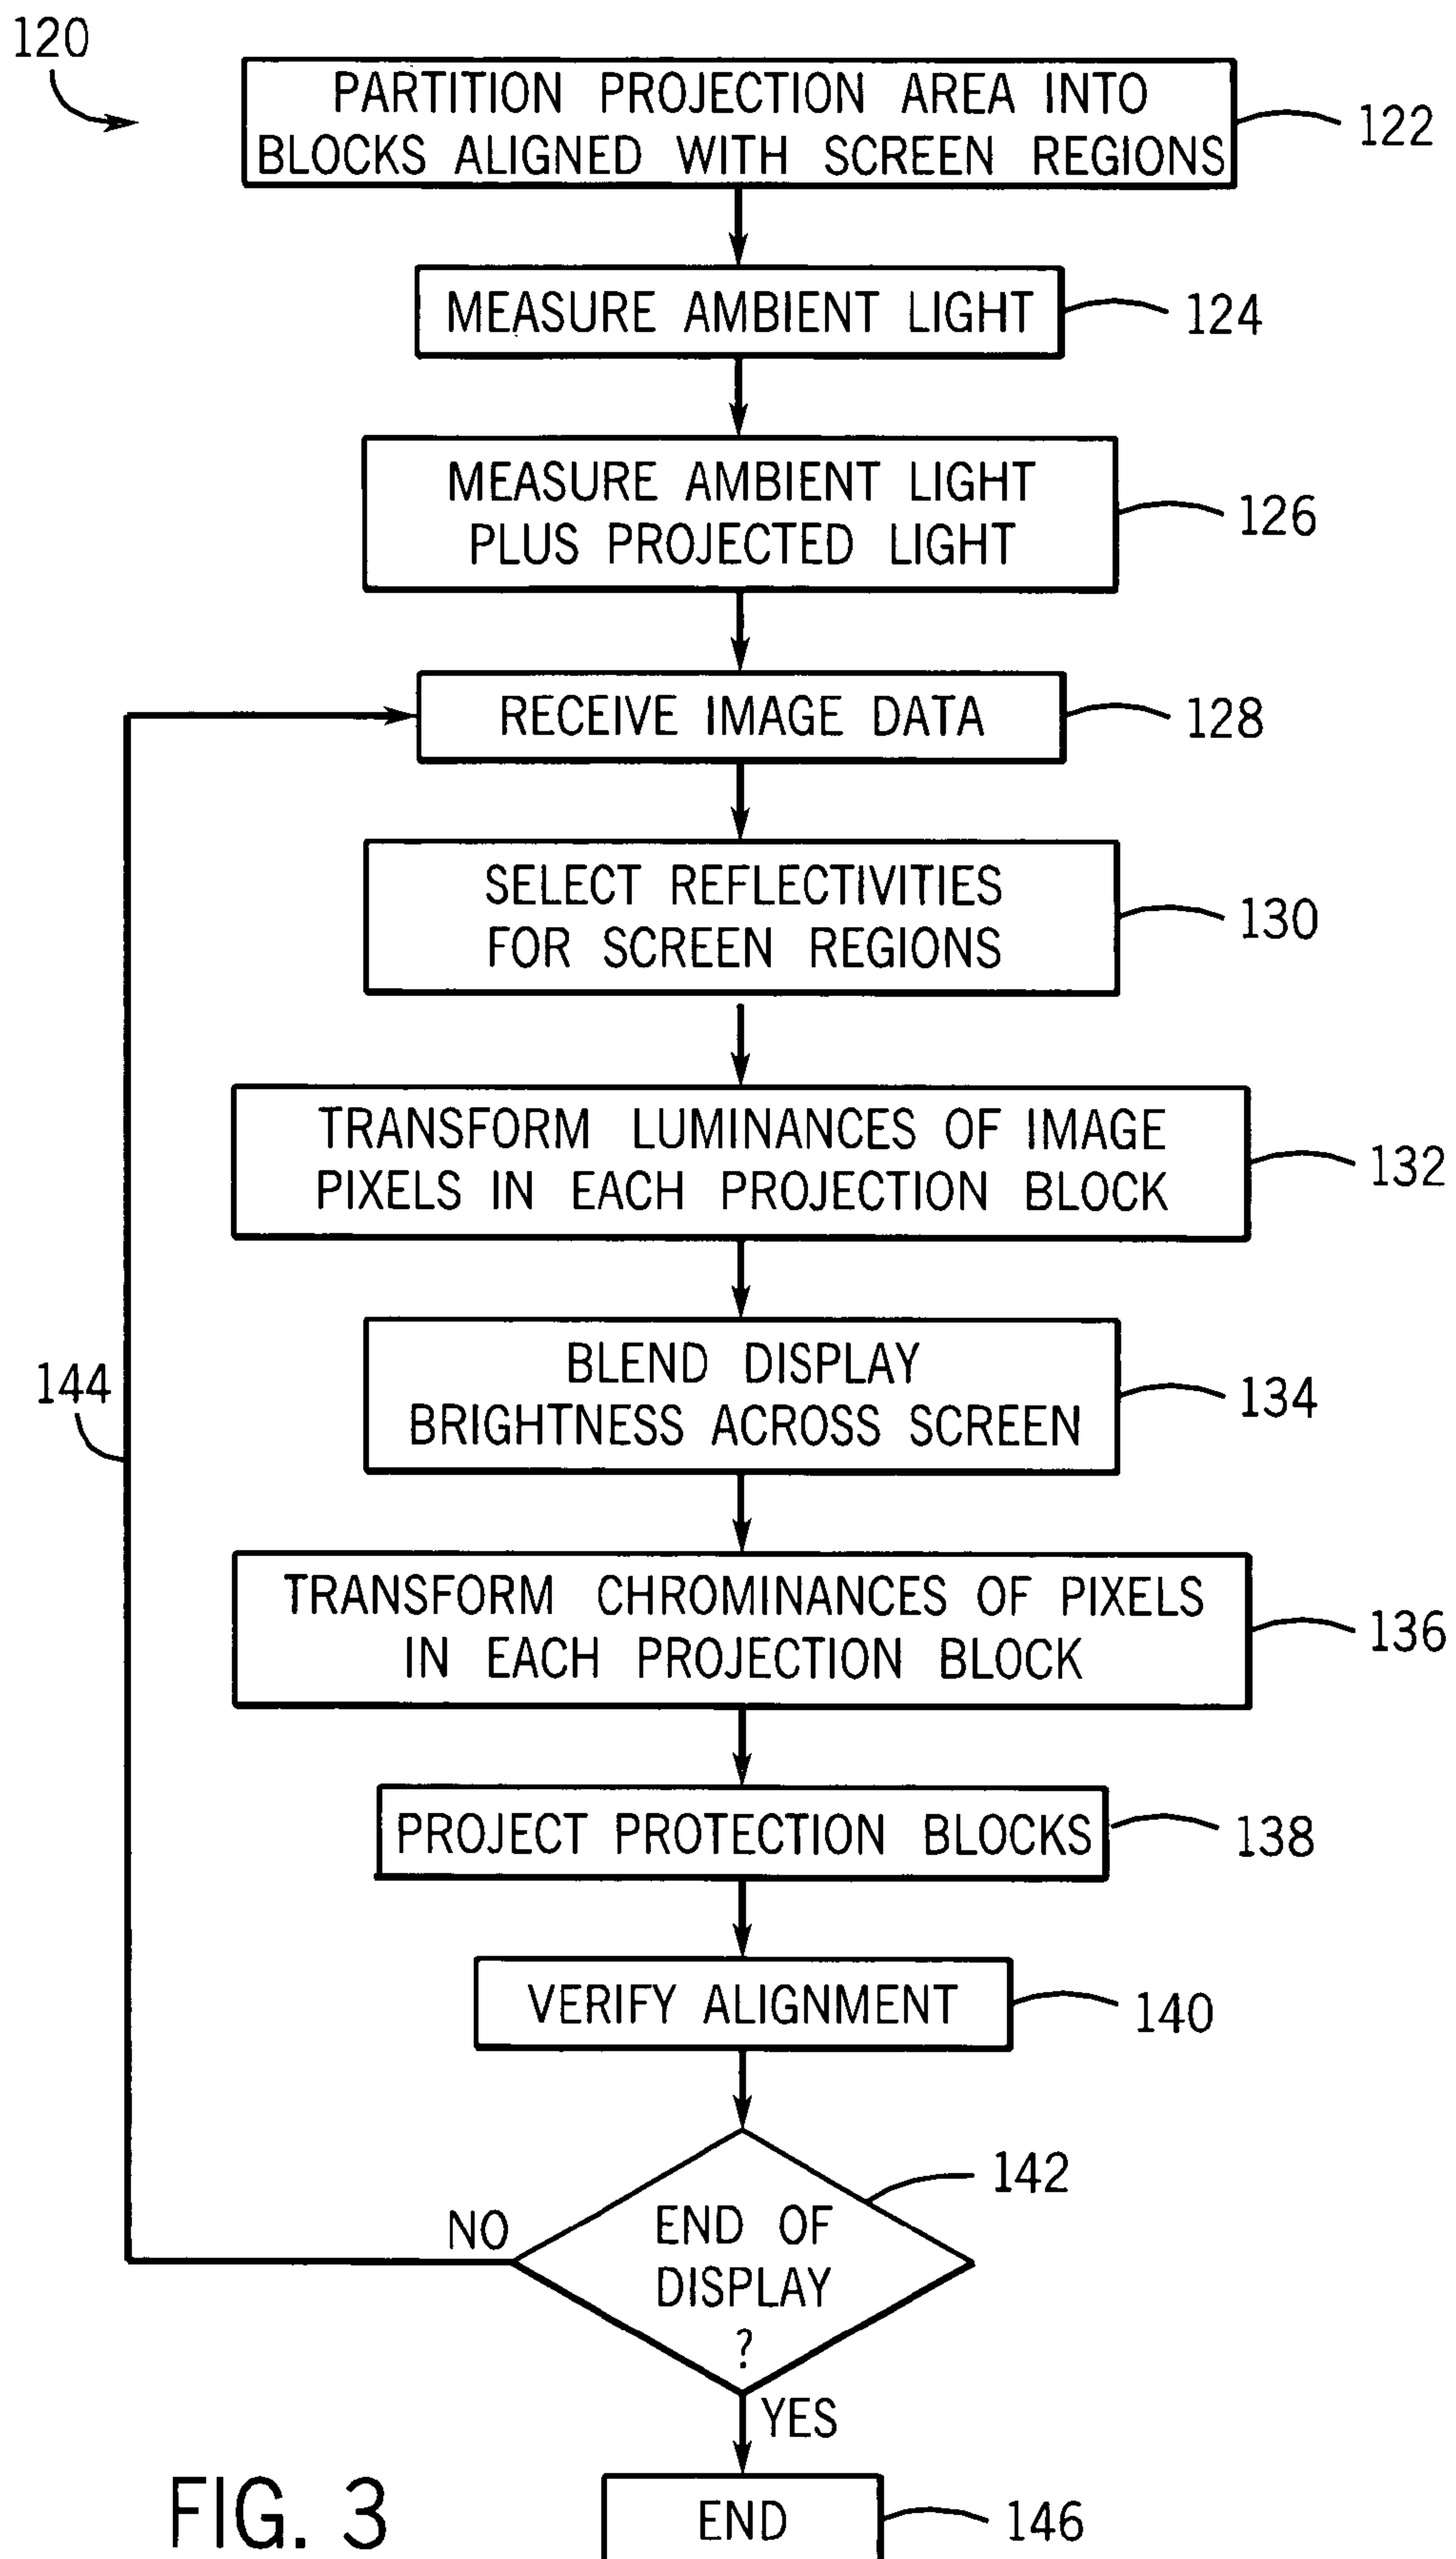 120
PARTITION PROJECTION AREA INTO
BLOCKS ALIGNED WITH SCREEN REGIONS
122
MEASURE AMBIENT LIGHT
124
MEASURE AMBIENT LIGHT
PLUS PROJECTED LIGHT
126
RECEIVE IMAGE DATA
128
SELECT REFLECTIVITIES
FOR SCREEN REGIONS
130
TRANSFORM LUMINANCES OF IMAGE
PIXELS IN EACH PROJECTION BLOCK
132
BLEND DISPLAY
BRIGHTNESS ACROSS SCREEN
134
144
TRANSFORM CHROMINANCES OF PIXELS
IN EACH PROJECTION BLOCK
136
PROJECT PROTECTION BLOCKS
138
VERIFY ALIGNMENT
140
142
NO
END OF
DISPLAY
?
YES
END
146
FIG. 3